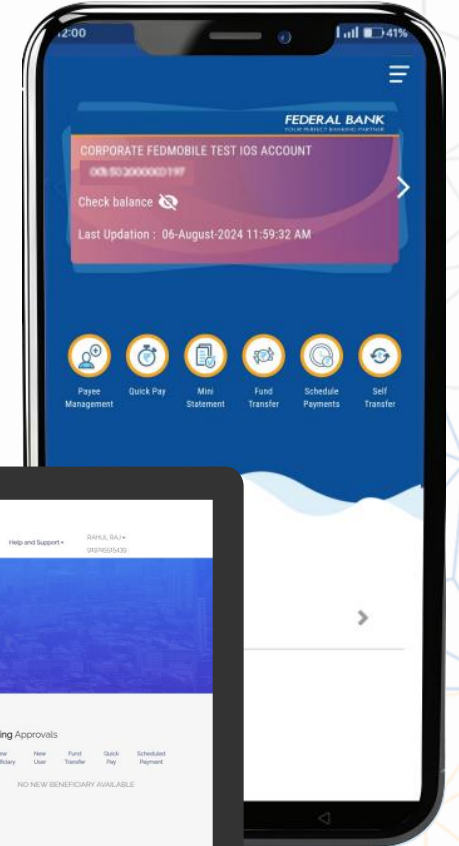 12:00
41%
FEDERAL BANK
YOUR PERFECT BANKING PARTNER
CORPORATE FEDMOBILE TEST IOS ACCOUNT
Check balance
Last Updation : 06-August-2024 11:59:32 AM
Payee Management
Quick Pay
Mini Statement
Fund Transfer
Schedule Payments
Self Transfer
Help and Support
RAHUL RAJ
ing Approvals
New User
Fund Transfer
Quick Pay
Scheduled Payment
NO NEW BENEFICIARY AVAILABLE